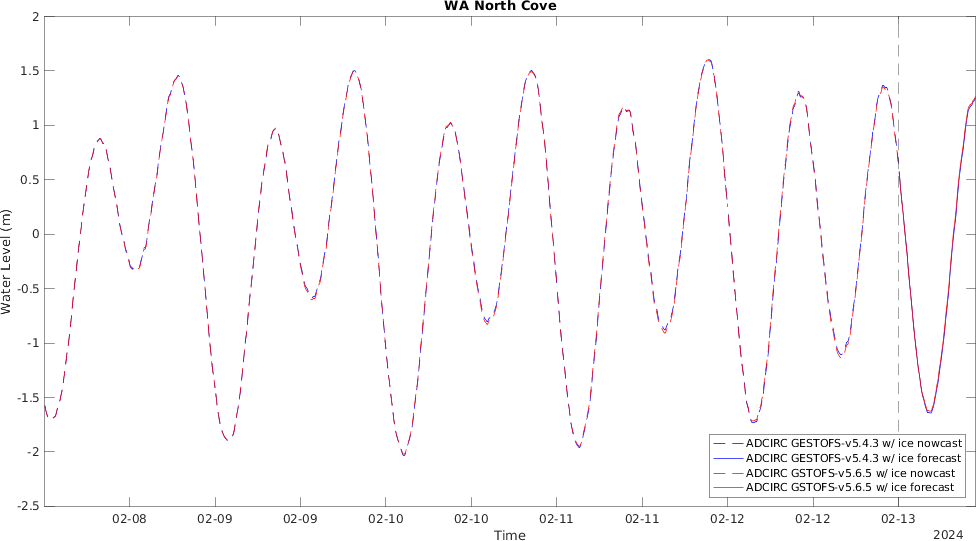 WA North Cove
2
1.5
1
0.5
0
-0.5
-1
-1.5
-2
-2.5
Water Level (m)
ADCIRC GESTOFS-v5.4.3 w/ ice nowcast
ADCIRC GESTOFS-v5.4.3 w/ ice forecast
ADCIRC GSTOFS-v5.6.5 w/ ice nowcast
ADCIRC GSTOFS-v5.6.5 w/ ice forecast
02-08 02-09 02-09 02-10 02-10 02-11 02-11 02-12 02-12 02-13
Time
2024